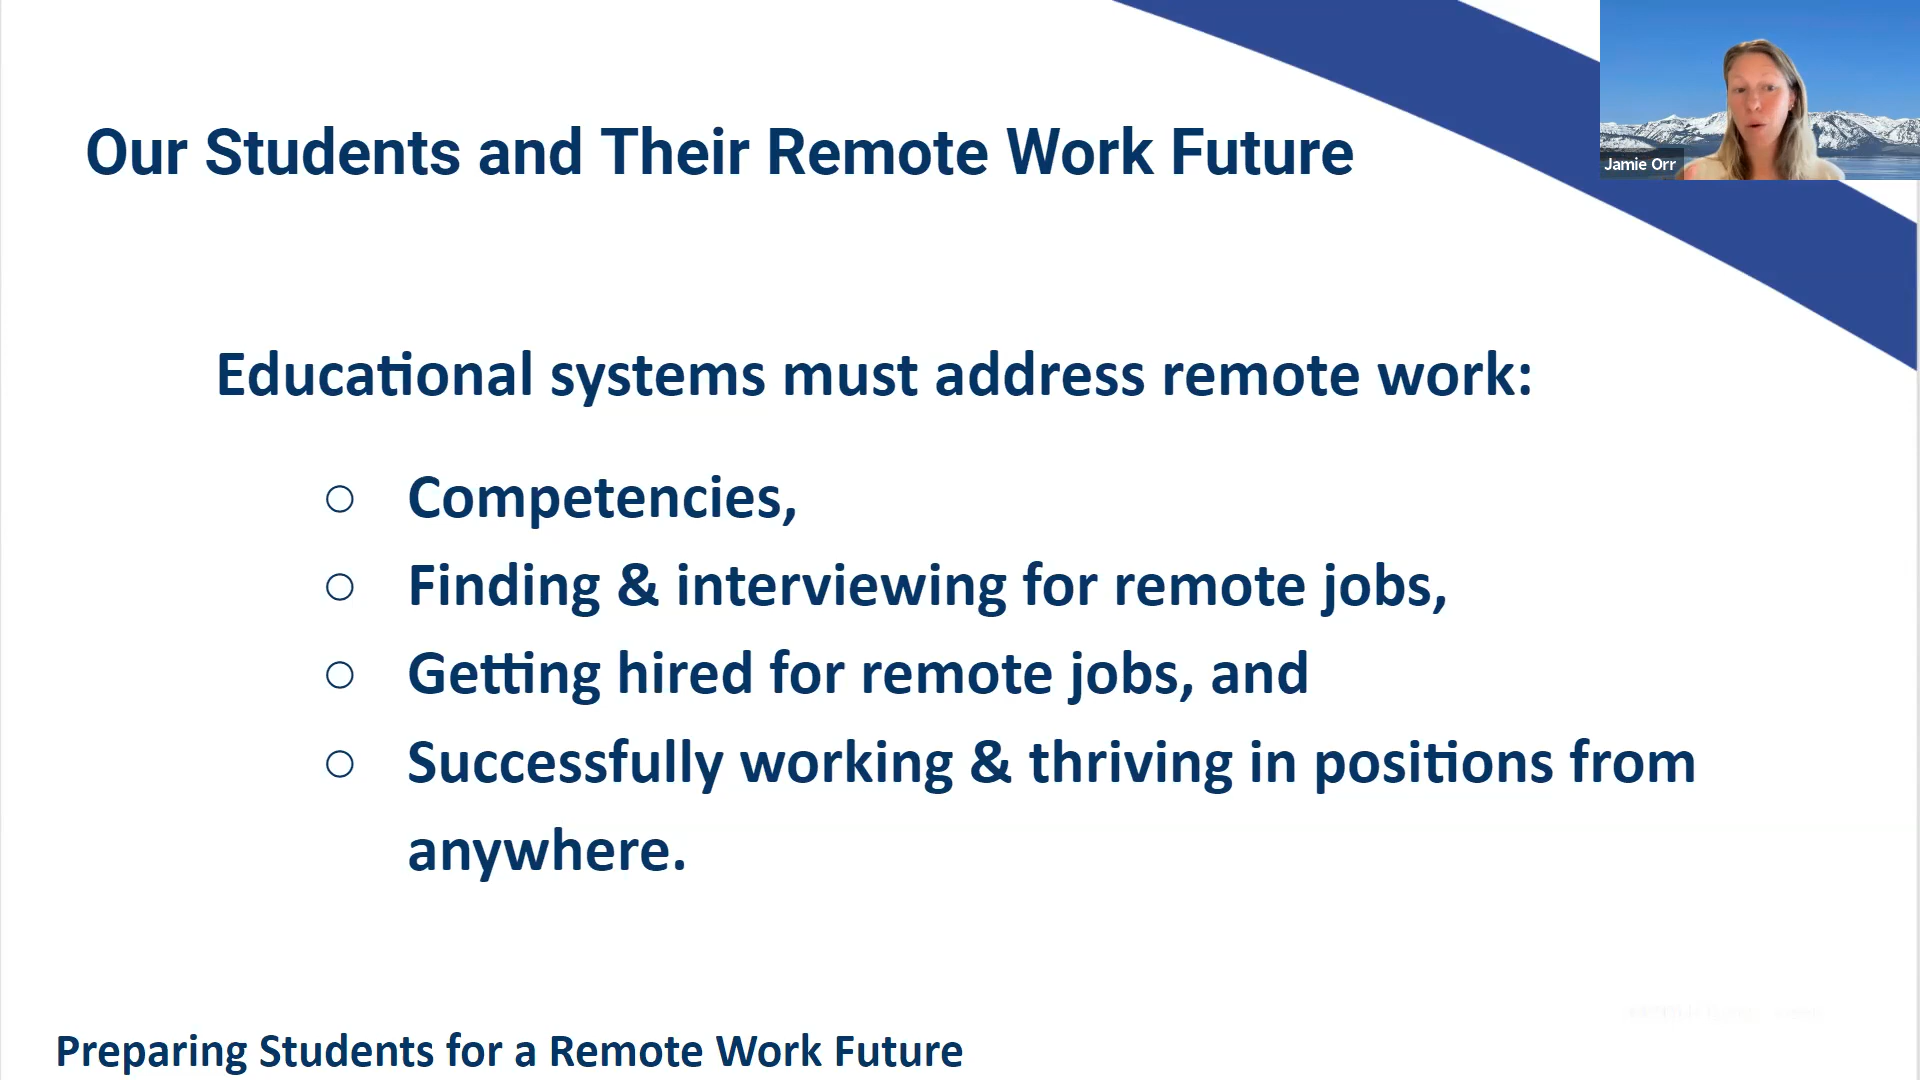 Our Students and Their Remote Work Future
Jamie Orr
Educational systems must address remote work:
○ Competencies,
○ Finding & interviewing for remote jobs,
○ Getting hired for remote jobs, and
○ Successfully working & thriving in positions from
anywhere.
Preparing Students for a Remote Work Future